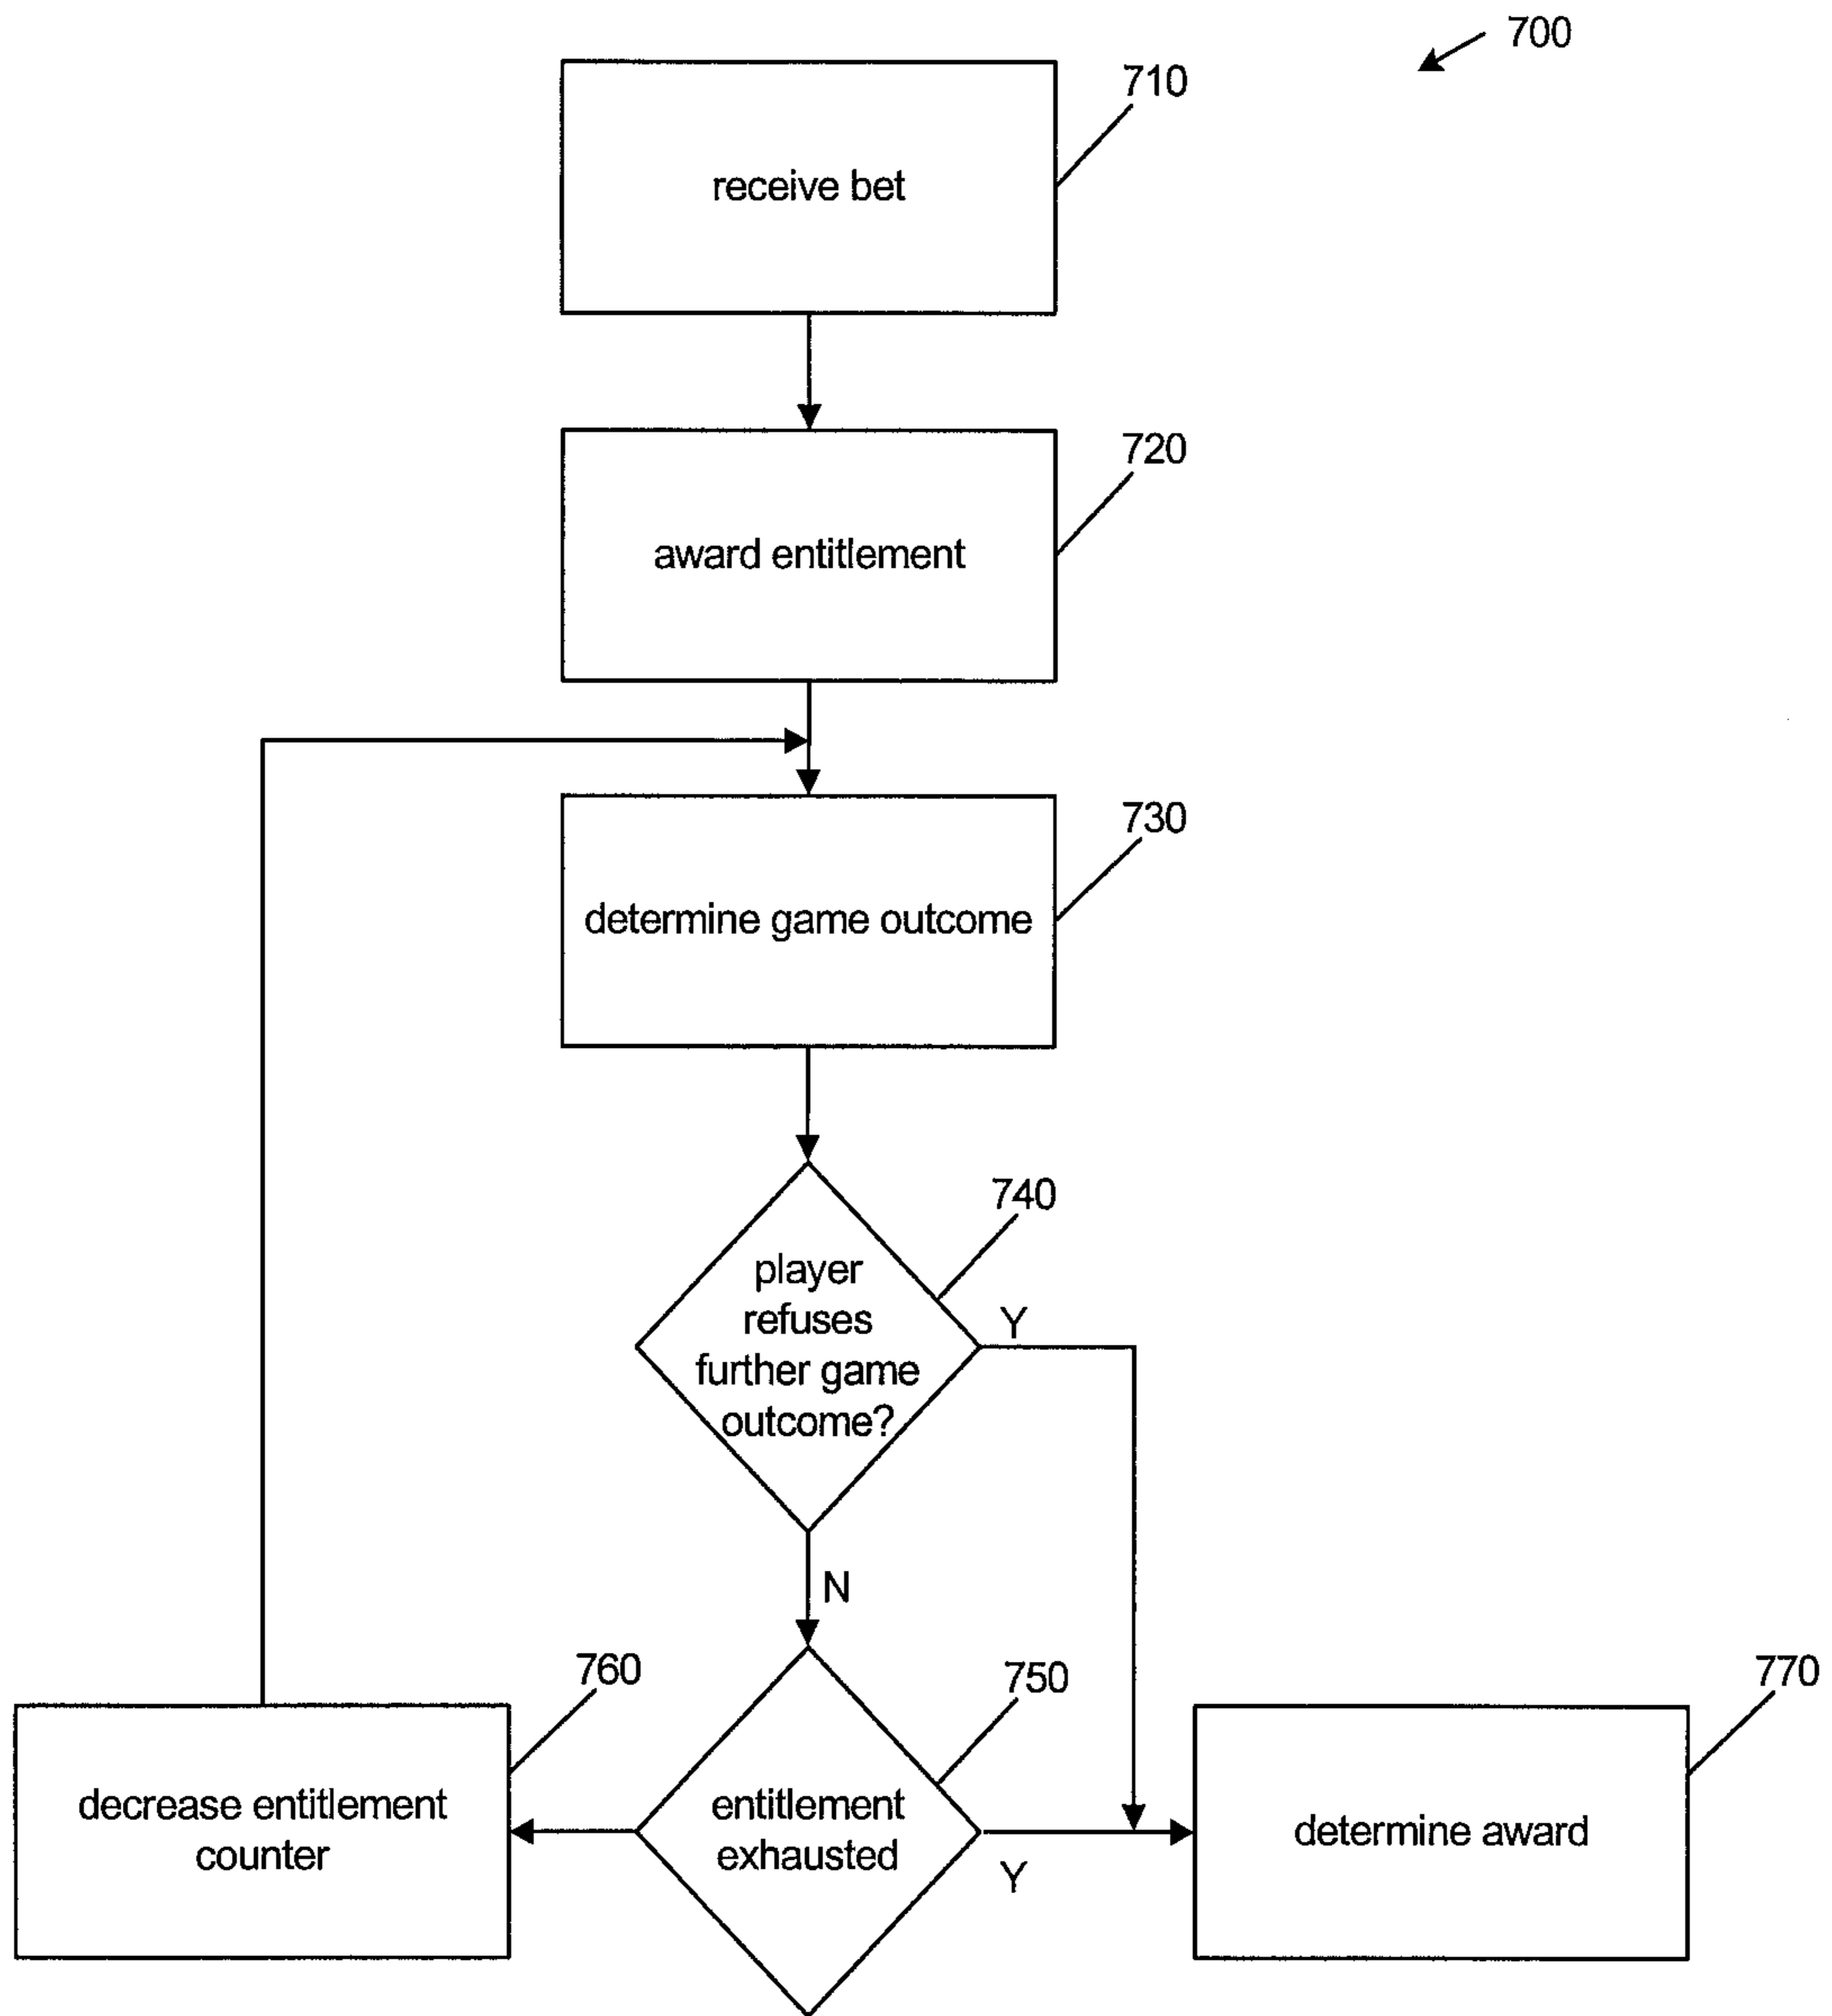 700
710
receive bet
720
award entitlement
730
determine game outcome
740
player
refuses
further game
outcome?
Y
N
760
750
770
decrease entitlement
counter
entitlement
exhausted
Y
determine award